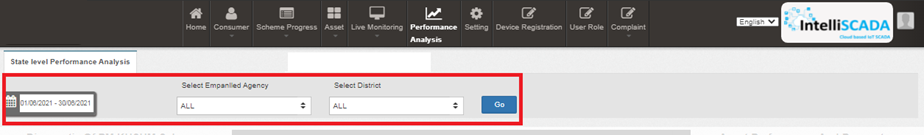 Home Consumer Scheme Progress Asset Live Monitoring Performance Analysis Setting Device Registration User Role Complaint
English
IntelliSCADA
Cloud based IoT SCADA
State level Performance Analysis
Select Empanlled Agency Select District
01/06/2021 - 30/06/2021 ALL ALL Go